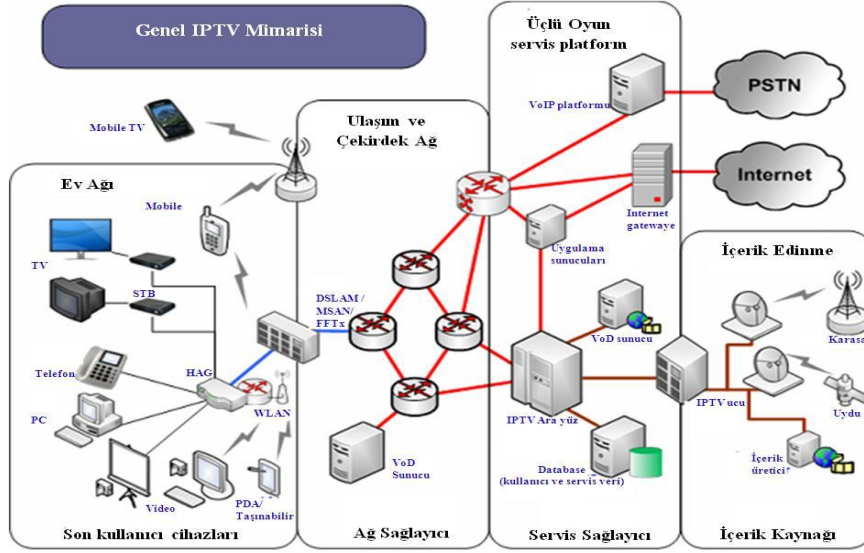 Genel IPTV Mimarisi
Üçlü Oyun
servis platform
VoIP platformu
PSTN
Internet
Internet
gatewaye
Uygulama
sunucuları
Ulaşım ve
Çekirdek Ağ
Mobile TV
Ev Ağı
Mobile
TV
STB
DSLAM /
MSAN/
FFTx
Telefon
HAG
WLAN
PC
Video
PDA/
Taşınabilir
VoD
Sunucu
VoD sunucu
IPTV Ara yüz
Database
(kullanıcı ve servis veri)
İçerik Edinme
Karasa
IPTV ucu
Uydu
İçerik
üretici
Son kullanıcı cihazları
Ağ Sağlayıcı
Servis Sağlayıcı
İçerik Kaynağı